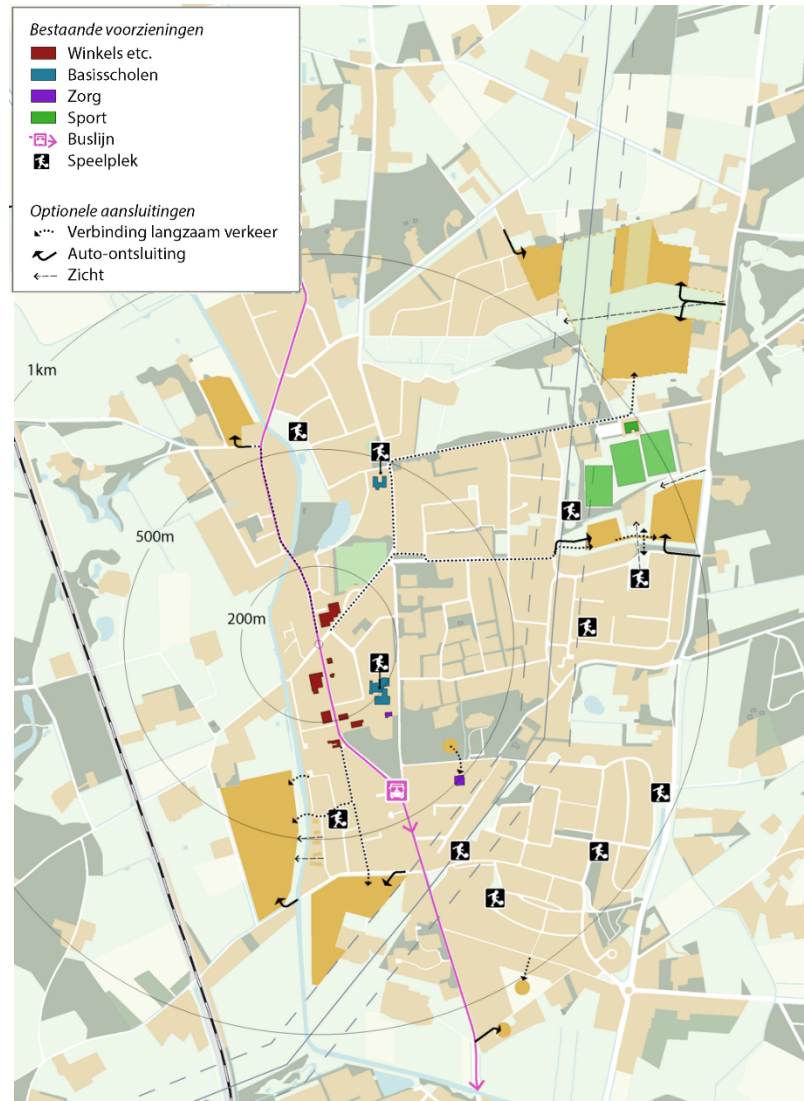 Bestaande voorzieningen
Winkels etc.
Basisscholen
Zorg
Sport
Buslijn
Speelplek
Optionele aansluitingen
Verbinding langzaam verkeer
Auto-ontsluiting
Zicht
1km
500m
200m